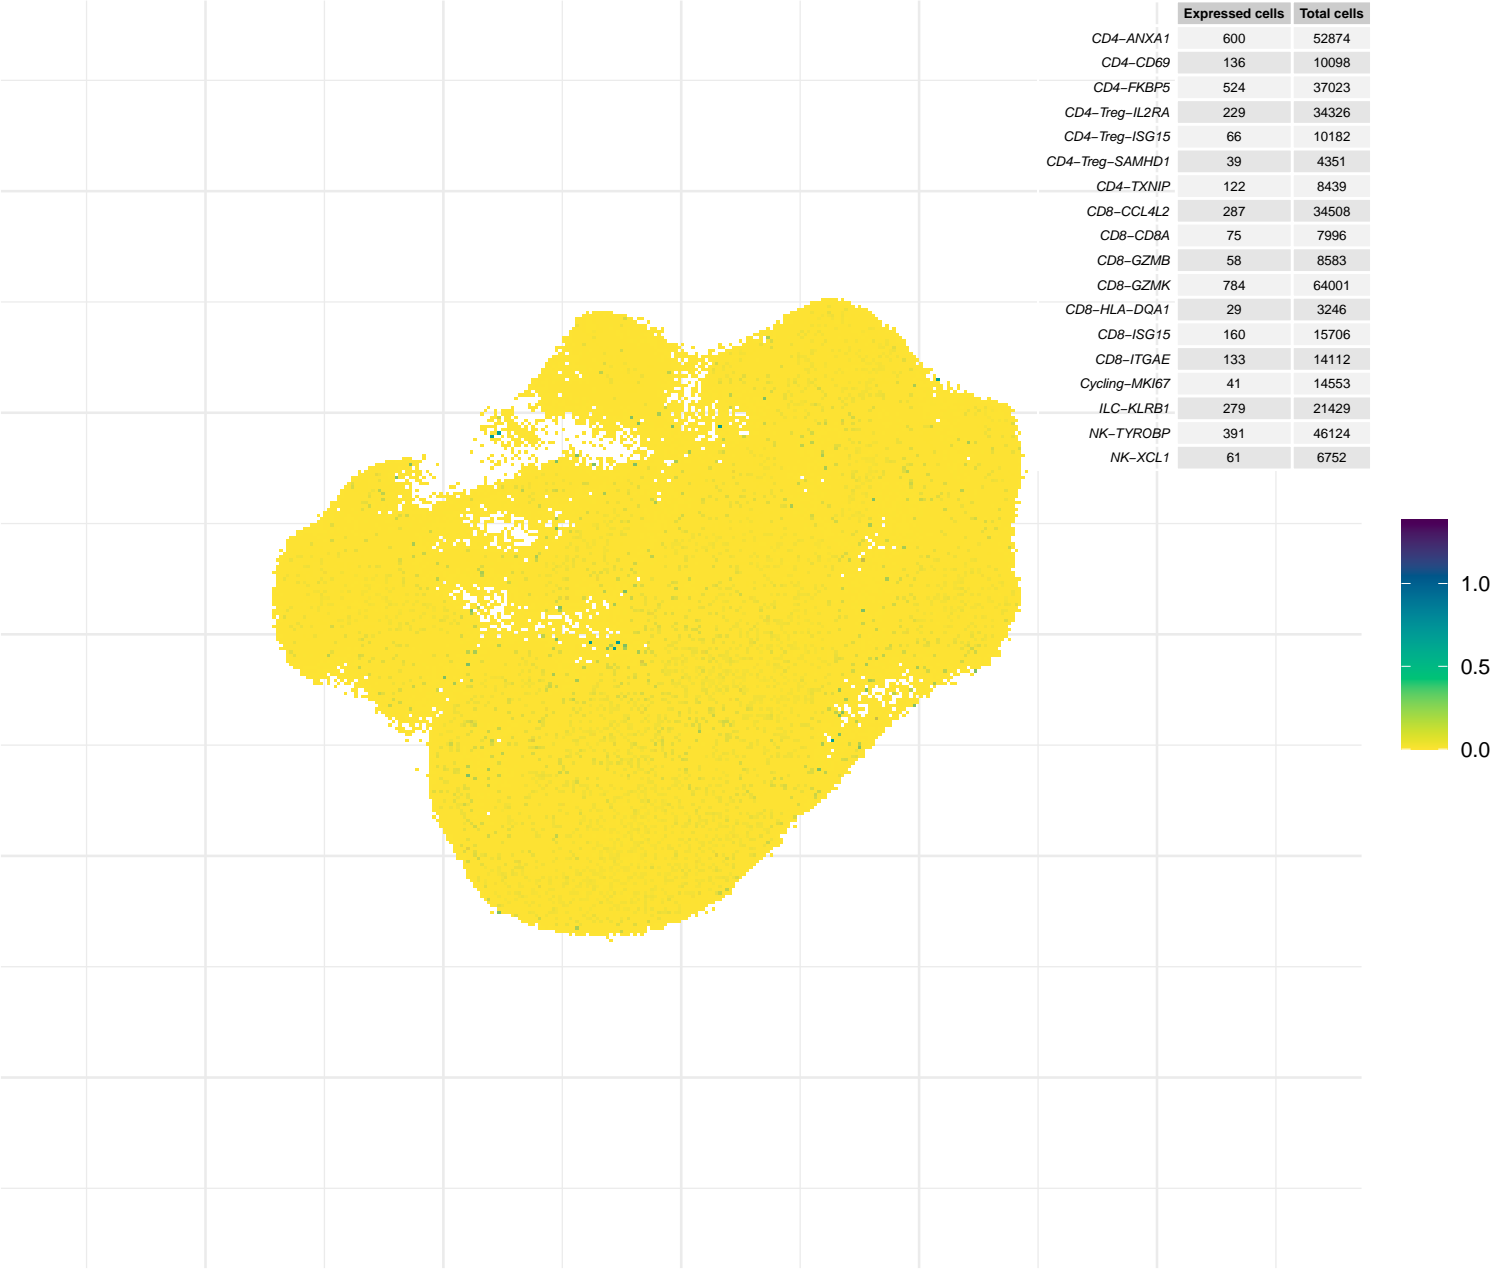 Expressed cells Total cells
CD4−ANXA1 600 52874
CD4−CD69 136 10098
CD4−FKBP5 524 37023
CD4−Treg−IL2RA 229 34326
CD4−Treg−ISG15 66 10182
CD4−Treg−SAMHD1 39 4351
CD4−TXNIP 122 8439
CD8−CCL4L2 287 34508
CD8−CD8A 75 7996
CD8−GZMB 58 8583
CD8−GZMK 784 64001
CD8−HLA−DQA1 29 3246
CD8−ISG15 160 15706
CD8−ITGAE 133 14112
Cycling−MKI67 41 14553
ILC−KLRB1 279 21429
NK−TYROBP 391 46124
NK−XCL1 61 6752
1.0
0.5
0.0